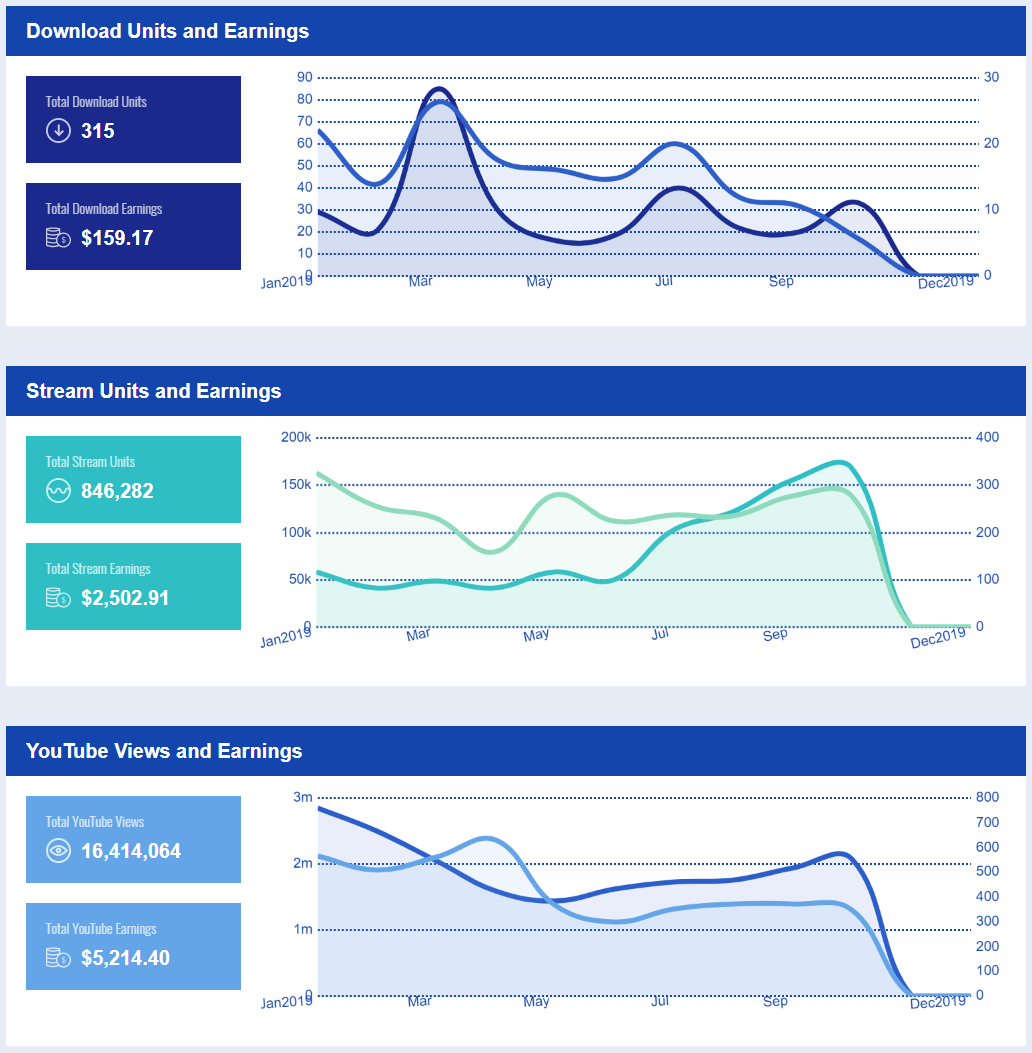 Download Units and Earnings
Total Download Units
315
Total Download Earnings
$159.17
90
80
70
60
50
40
30
20
10
0
30
20
10
0
Jan2019
Mar
May
Jul
Sep
Dec2019
Stream Units and Earnings
Total Stream Units
846,282
Total Stream Earnings
$2,502.91
200k
150k
100k
50k
0
400
300
200
100
0
Jan2019
Mar
May
Jul
Sep
Dec2019
YouTube Views and Earnings
Total YouTube Views
16,414,064
Total YouTube Earnings
$5,214.40
3m
2m
1m
0
800
700
600
500
400
300
200
100
0
Jan2019
Mar
May
Jul
Sep
Dec2019